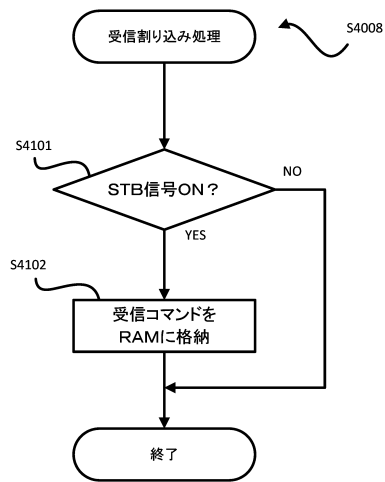 受信割り込み処理
S4008
S4101
STB信号ON？
NO
YES
S4102
受信コマンドを
RAMに格納
終了